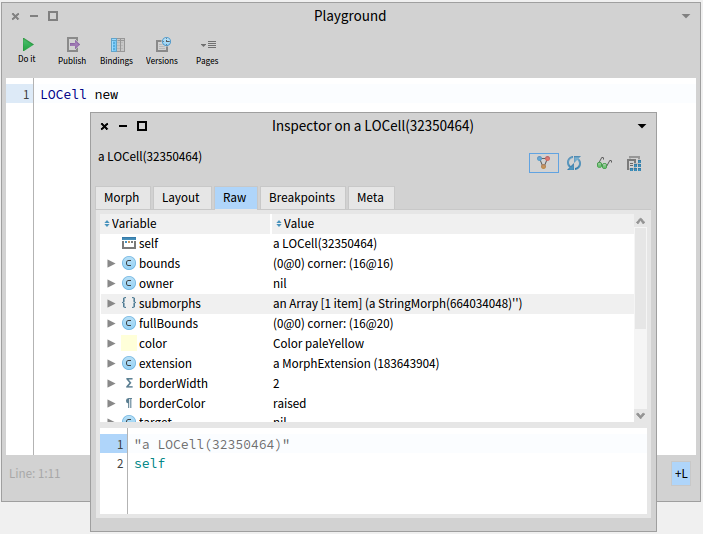 Playground
Do it Publish Bindings Versions Pages
1 LOCell new
Inspector on a LOCell(32350464)
a LOCell(32350464)
Morph Layout Raw Breakpoints Meta
Variable Value
self a LOCell(32350464)
bounds (0@0) corner: (16@16)
owner nil
submorphs an Array [1 item] (a StringMorph(664034048)'')
fullBounds (0@0) corner: (16@20)
color Color paleYellow
extension a MorphExtension (183643904)
borderWidth 2
borderColor raised
target nil
1 "a LOCell(32350464)"
2 self
Line: 1:11
+L